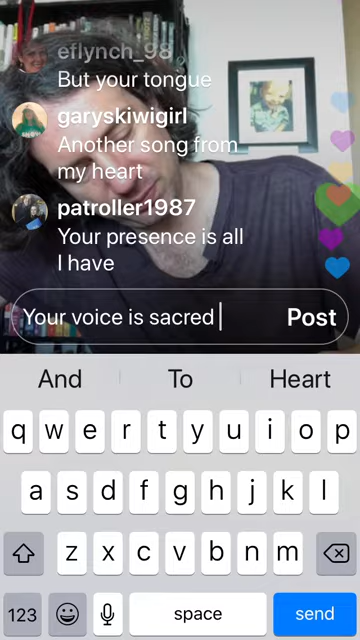 eflynch_98
But your tongue
garyskiwigirl
Another song from
my heart
patroller1987
Your presence is all
I have
Your voice is sacred Post
And To Heart
q w e r t y u i o p
a s d f g h j k l
z x c v b n m
123 space send